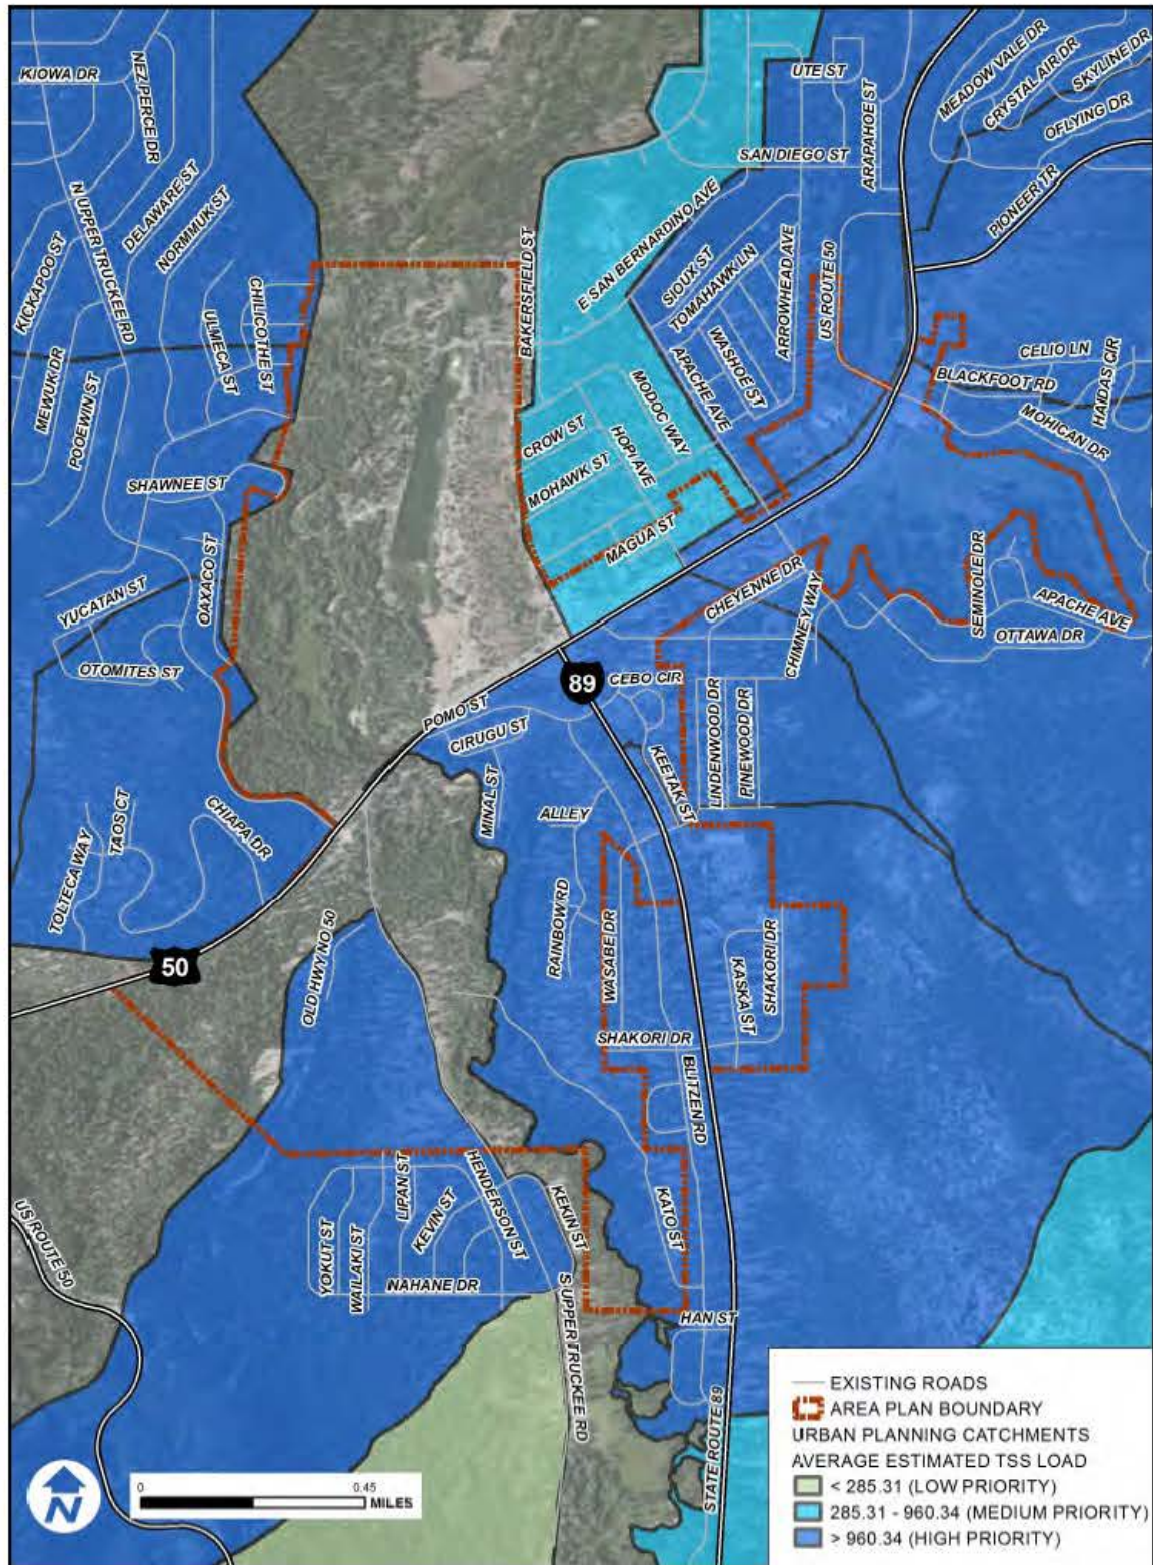 KIOWA DR
NEZ PERCE DR
DELAWARE ST
NORMMUK ST
N UPPER TRUCKEE RD
KICKAPOO ST
MEWUK DR
POOEWIN ST
ULMECA ST
CHILICOTHE ST
SHAWNEE ST
OAXACO ST
YUCATAN ST
OTOMITES ST
TOLTECA WAY
TAOS CT
CHIAPA DR
UTE ST
ARAPAHOE ST
SAN DIEGO ST
MEADOW VALE DR
CRYSTAL AIR DR
SKYLINE DR
OFLYING DR
PIONEER TR
BAKERSFIELD ST
E SAN BERNARDINO AVE
SIOUX ST
TOMAHAWK LN
ARROWHEAD AVE
US ROUTE 50
WASHOE ST
APACHE AVE
MODOC WAY
HOPI AVE
CROW ST
MOHAWK ST
MAGUA ST
CELIO LN
BLACKFOOT RD
HANDAS CIR
MOHICAN DR
CHEYENNE DR
CHIMNEY WAY
SEMINOLE DR
APACHE AVE
OTTAWA DR
89
CEBO CIR
POMO ST
CIRUGU ST
MINAL ST
KEETAK ST
LINDENWOOD DR
PINEWOOD DR
ALLEY
RAINBOW RD
WASABE DR
SHAKORI DR
KASKA ST
SHAKORI DR
BLITZEN RD
50
OLD HWY NO 50
US ROUTE 50
YOKUT ST
WAILAKI ST
LIPAN ST
KEVIN ST
HENDERSON ST
KEKIN ST
NAHANE DR
KATO ST
HAN ST
S UPPER TRUCKEE RD
STATE ROUTE 89
N
0 0.45
MILES
EXISTING ROADS
AREA PLAN BOUNDARY
URBAN PLANNING CATCHMENTS
AVERAGE ESTIMATED TSS LOAD
< 285.31 (LOW PRIORITY)
285.31 - 960.34 (MEDIUM PRIORITY)
> 960.34 (HIGH PRIORITY)